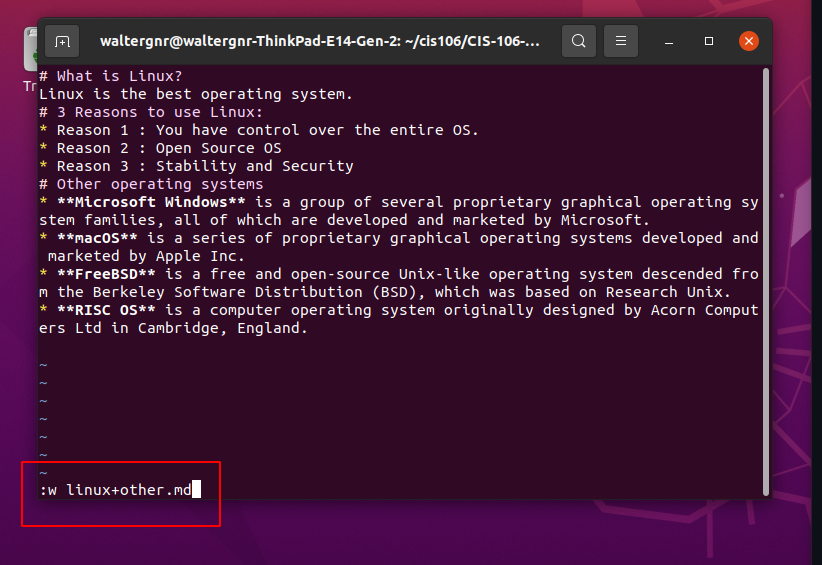 waltergnr@waltergnr-ThinkPad-E14-Gen-2: ~/cis106/CIS-106-...
# What is Linux?
Linux is the best operating system.
# 3 Reasons to use Linux:
* Reason 1 : You have control over the entire OS.
* Reason 2 : Open Source OS
* Reason 3 : Stability and Security
# Other operating systems
* **Microsoft Windows** is a group of several proprietary graphical operating sy
stem families, all of which are developed and marketed by Microsoft.
* **macOS** is a series of proprietary graphical operating systems developed and
 marketed by Apple Inc.
* **FreeBSD** is a free and open-source Unix-like operating system descended fro
m the Berkeley Software Distribution (BSD), which was based on Research Unix.
* **RISC OS** is a computer operating system originally designed by Acorn Comput
ers Ltd in Cambridge, England.
~
~
~
~
~
~
~
:w linux+other.md